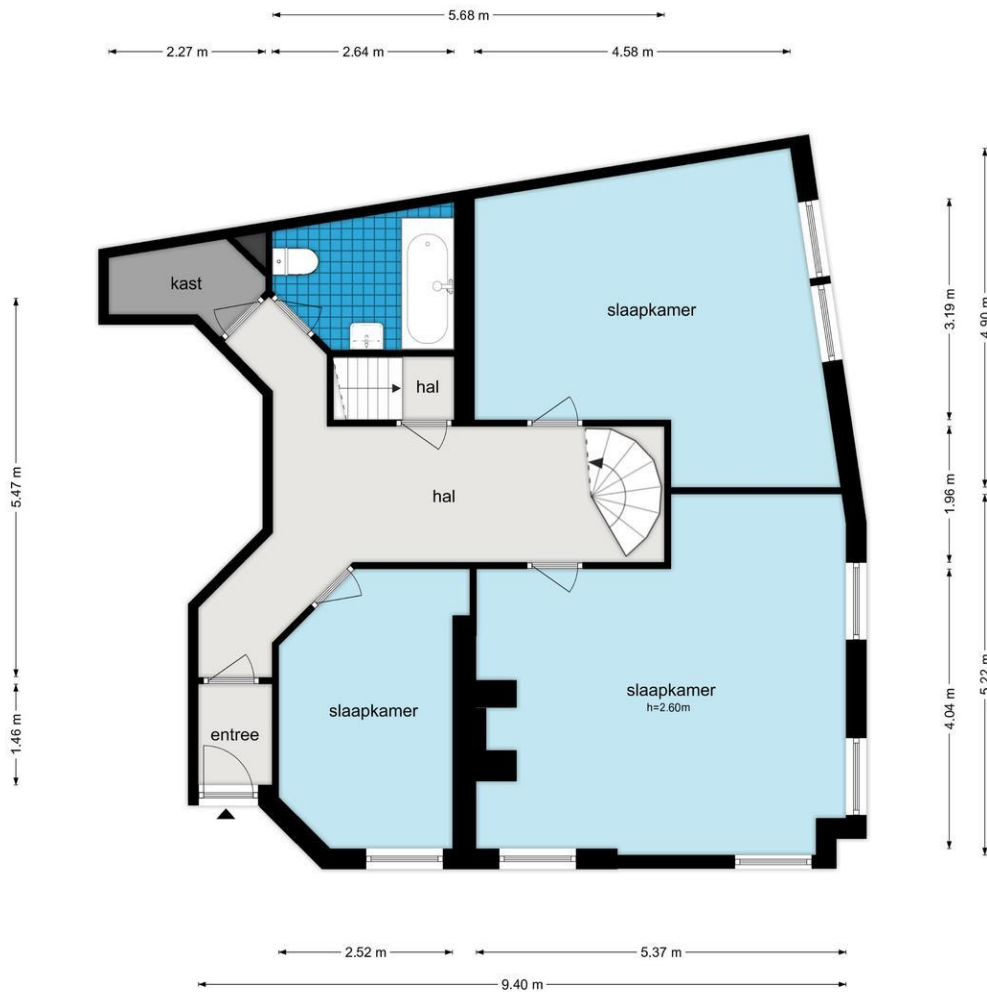 5.68 m
2.27 m
2.64 m
4.58 m
kast
slaapkamer
hal
hal
slaapkamer
slaapkamer
h=2.60m
entree
5.47 m
1.46 m
3.19 m
4.90 m
1.96 m
4.04 m
5.22 m
2.52 m
5.37 m
9.40 m